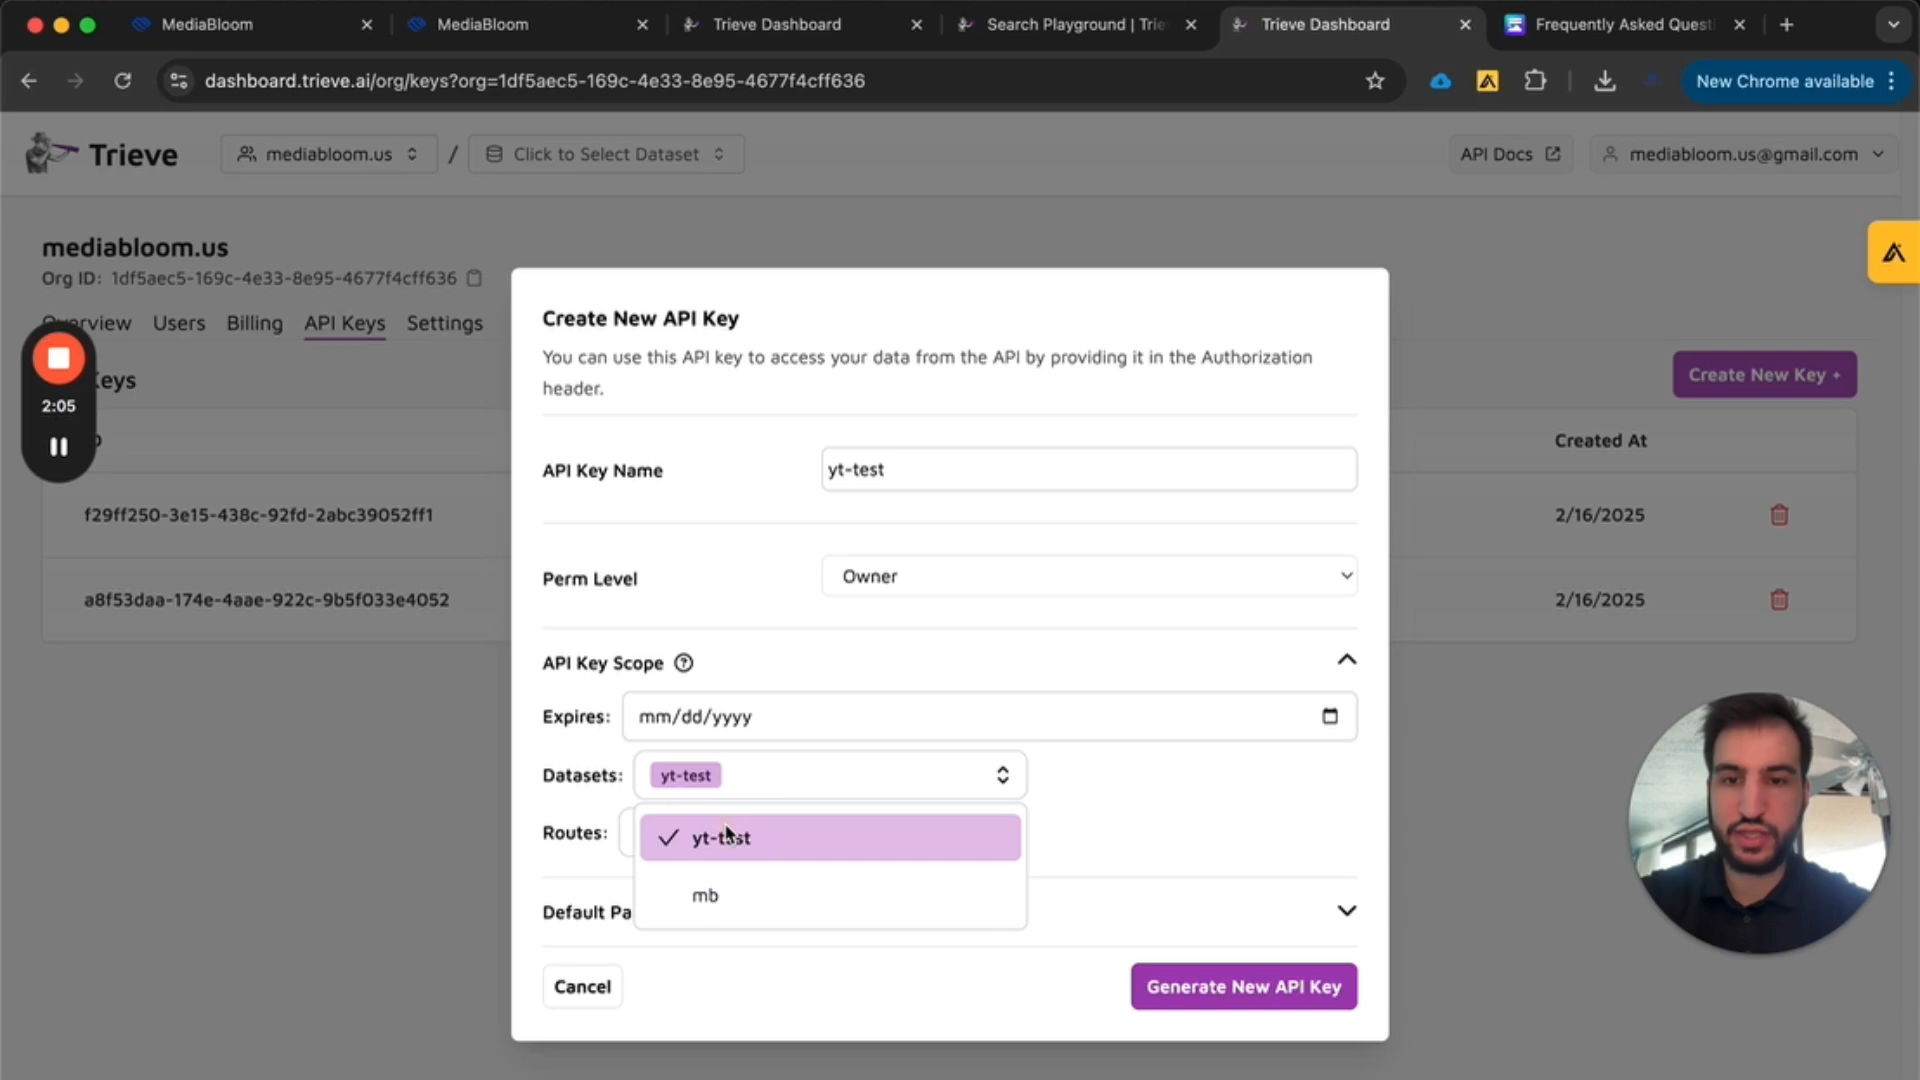 MediaBloom
MediaBloom
Trieve Dashboard
Search Playground | Trie
Trieve Dashboard
Frequently Asked Quest
dashboard.trieve.ai/org/keys?org=1df5aec5-169c-4e33-8e95-4677f4cff636
New Chrome available
Trieve
mediabloom.us
/
Click to Select Dataset
API Docs
mediabloom.us@gmail.com
mediabloom.us
Org ID: 1df5aec5-169c-4e33-8e95-4677f4cff636
Overview
Users
Billing
API Keys
Settings
2:05
Keys
Create New Key +
Created At
f29ff250-3e15-438c-92fd-2abc39052ff1
2/16/2025
a8f53daa-174e-4aae-922c-9b5f033e4052
2/16/2025
Create New API Key
You can use this API key to access your data from the API by providing it in the Authorization
header.
API Key Name
yt-test
Perm Level
Owner
API Key Scope
Expires:
mm/dd/yyyy
Datasets:
yt-test
Routes:
yt-test
mb
Default Pa
Cancel
Generate New API Key